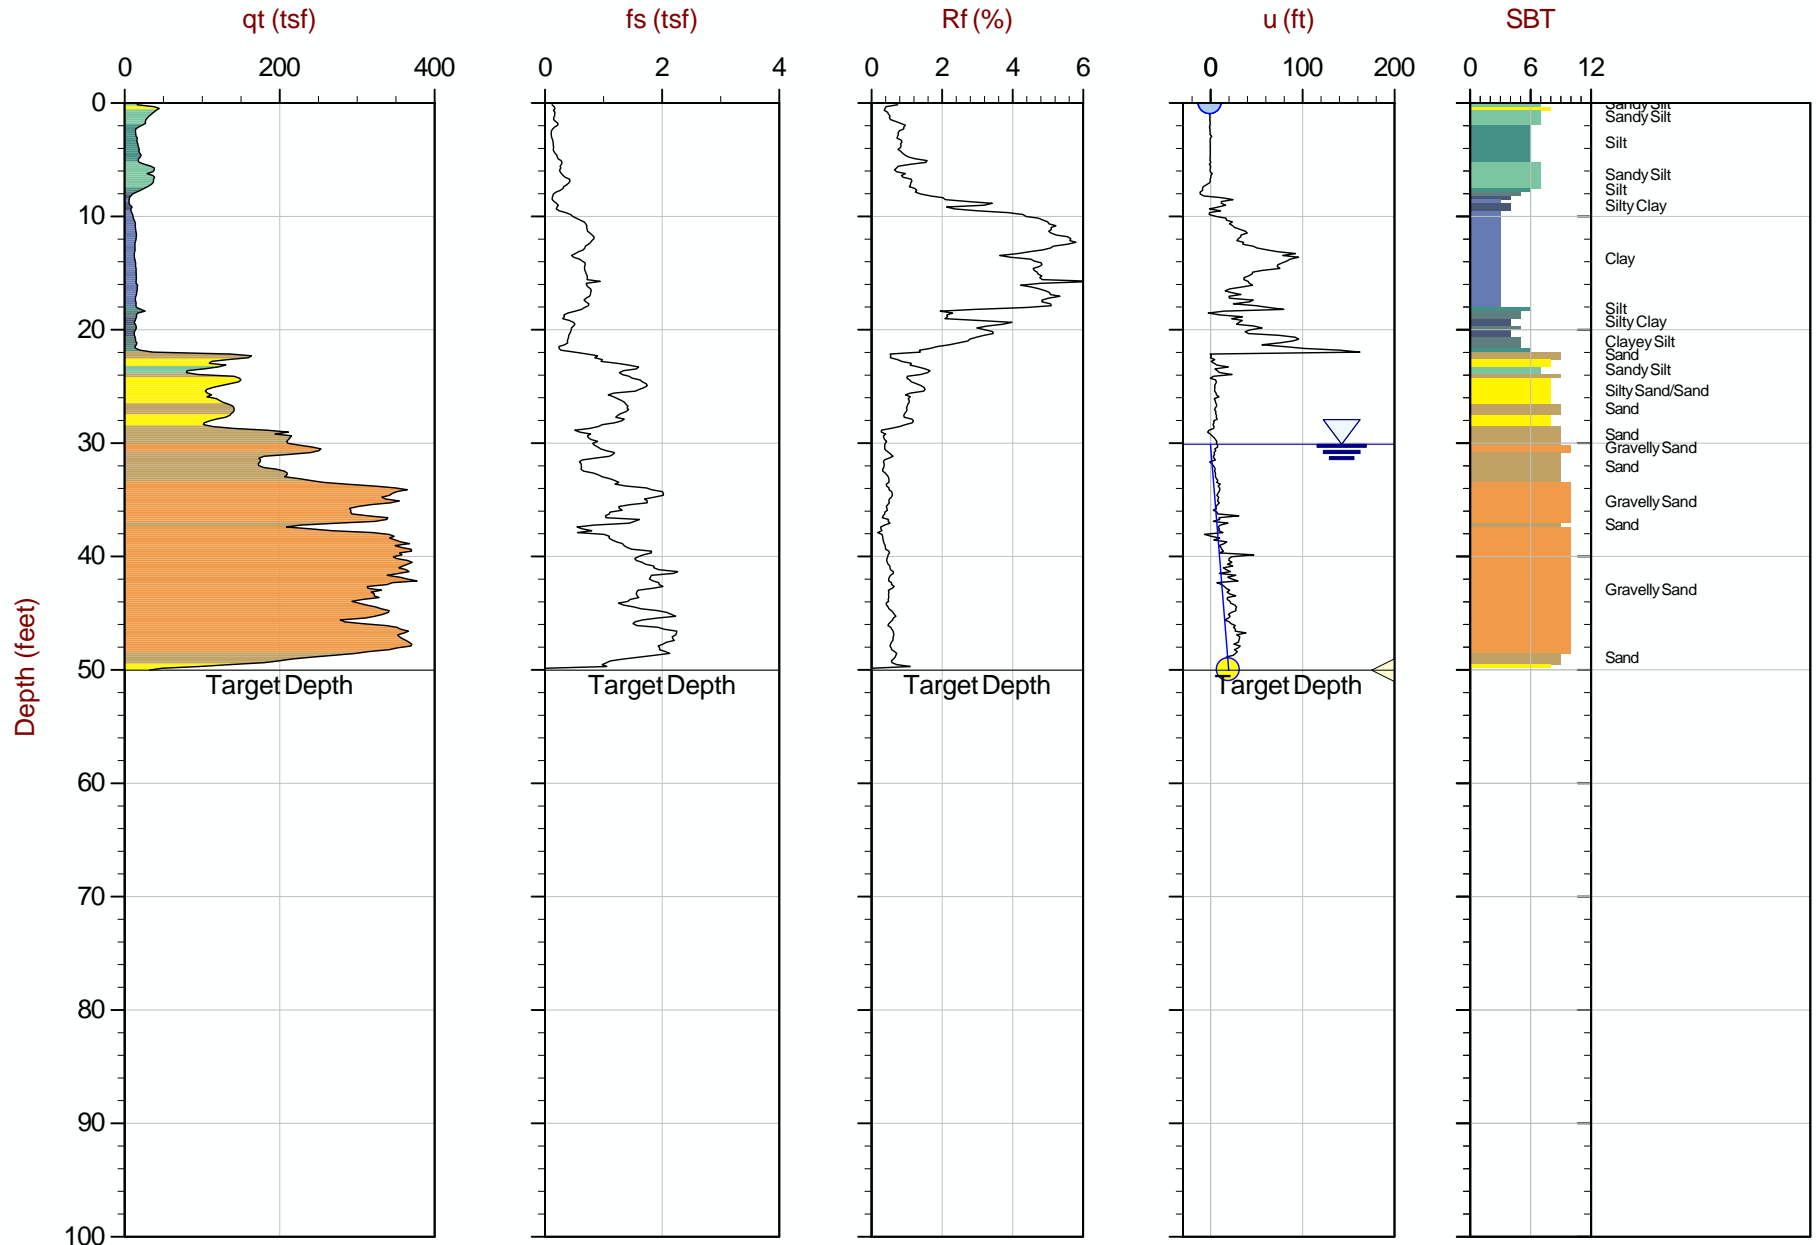 qt (tsf) fs (tsf) Rf (%) u (ft) SBT
0 200 400 0 2 4 0 2 4 6 0 100 200 0 6 12
0
10
20
30
40
50
60
70
80
90
100
Depth (feet)
Target Depth
Target Depth
Target Depth
Target Depth
Sandy Silt
Sandy Silt
Silt
Sandy Silt
Silt
Silty Clay
Clay
Silt
Silty Clay
Clayey Silt
Sand
Sandy Silt
Silty Sand/Sand
Sand
Sand
Gravelly Sand
Sand
Gravelly Sand
Sand
Gravelly Sand
Sand